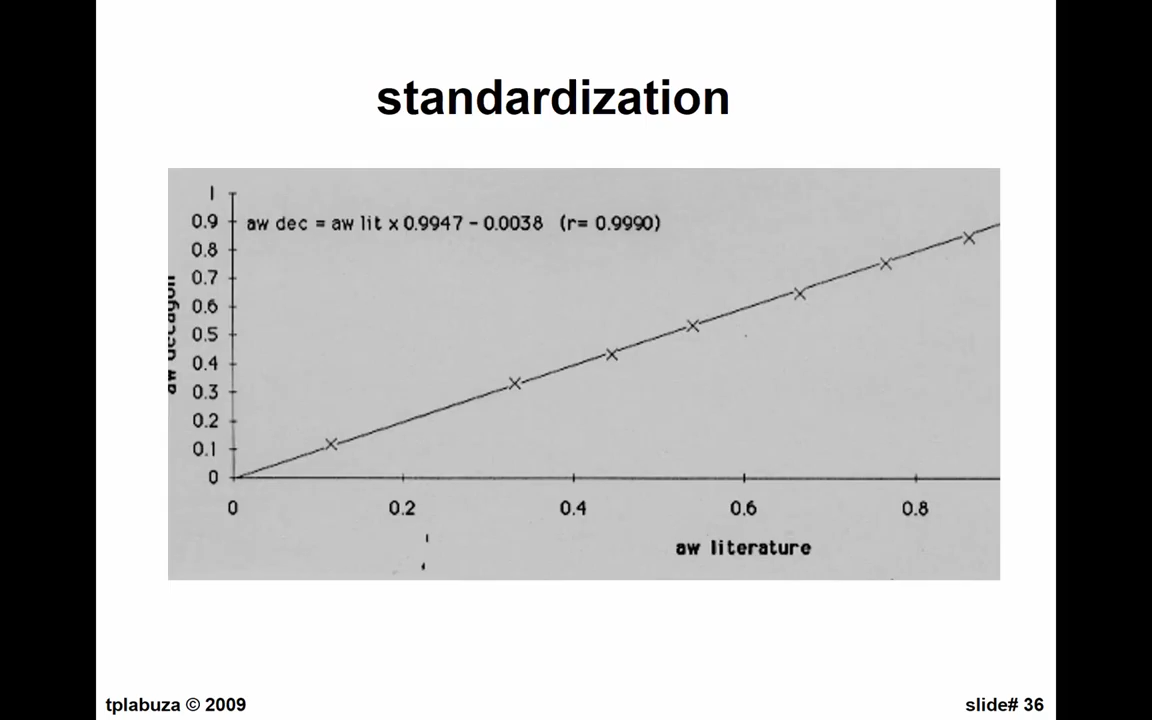 standardization
1
0.9
aw dec = aw lit x 0.9947 - 0.0038 (r= 0.9990)
0.8
0.7
0.6
0.5
0.4
0.3
0.2
0.1
0
aw decagon
0 0.2 0.4 0.6 0.8
aw literature
tplabuza © 2009
slide# 36